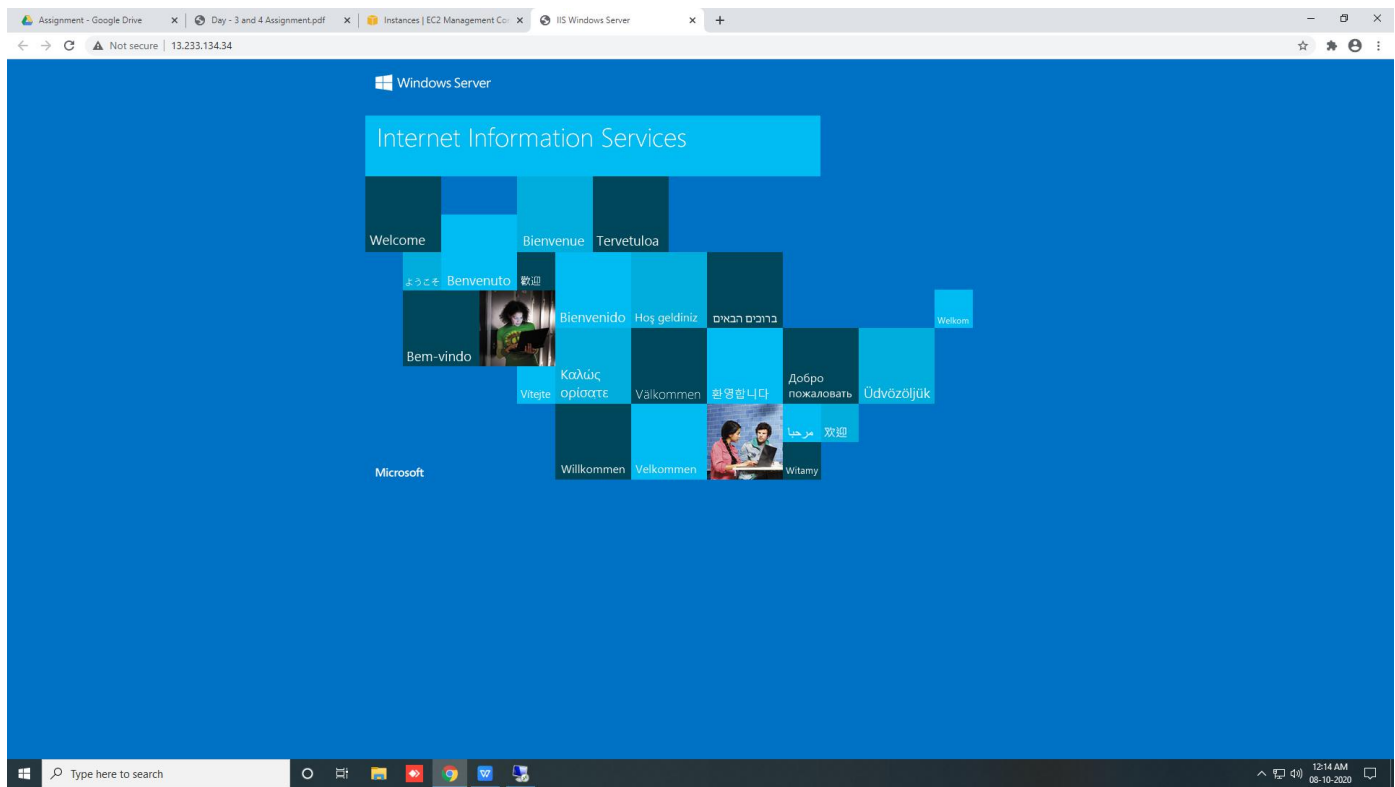 Assignment - Google Drive
Day - 3 and 4 Assignment.pdf
Instances | EC2 Management Co
IIS Windows Server
Not secure | 13.233.134.34
Windows Server
Internet Information Services
Welcome
Bienvenue
Tervetuloa
ようこそ
Benvenuto
歡迎
Bienvenido
Hoş geldiniz
ברוכים הבאים
Welkom
Bem-vindo
Vítejte
Καλώς
ορίσατε
Välkommen
환영합니다
Добро
пожаловать
Üdvözöljük
مرحبا
欢迎
Microsoft
Willkommen
Velkommen
Witamy
Type here to search
12:14 AM
08-10-2020